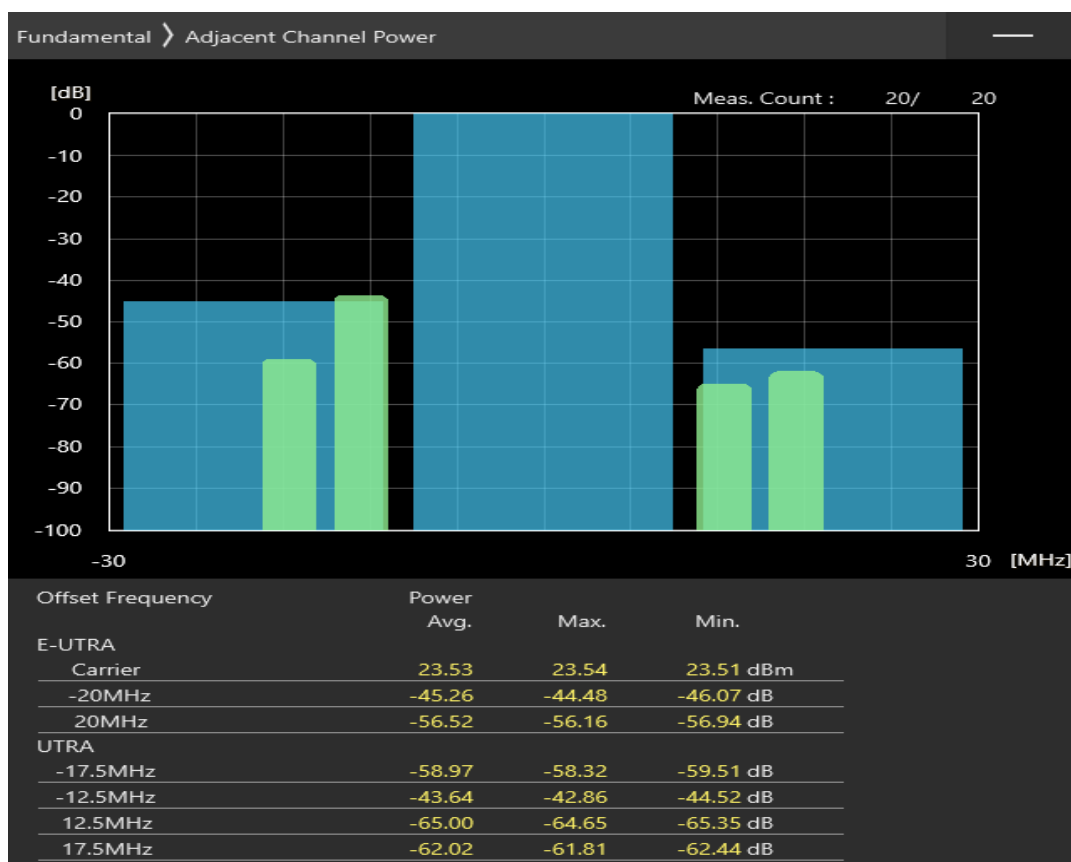 Fundamental 〉 Adjacent Channel Power
[dB]
Meas. Count : 20/ 20
0
-10
-20
-30
-40
-50
-60
-70
-80
-90
-100
-30 30 [MHz]
Offset Frequency Power
Avg. Max. Min.
E-UTRA
Carrier 23.53 23.54 23.51 dBm
-20MHz -45.26 -44.48 -46.07 dB
20MHz -56.52 -56.16 -56.94 dB
UTRA
-17.5MHz -58.97 -58.32 -59.51 dB
-12.5MHz -43.64 -42.86 -44.52 dB
12.5MHz -65.00 -64.65 -65.35 dB
17.5MHz -62.02 -61.81 -62.44 dB